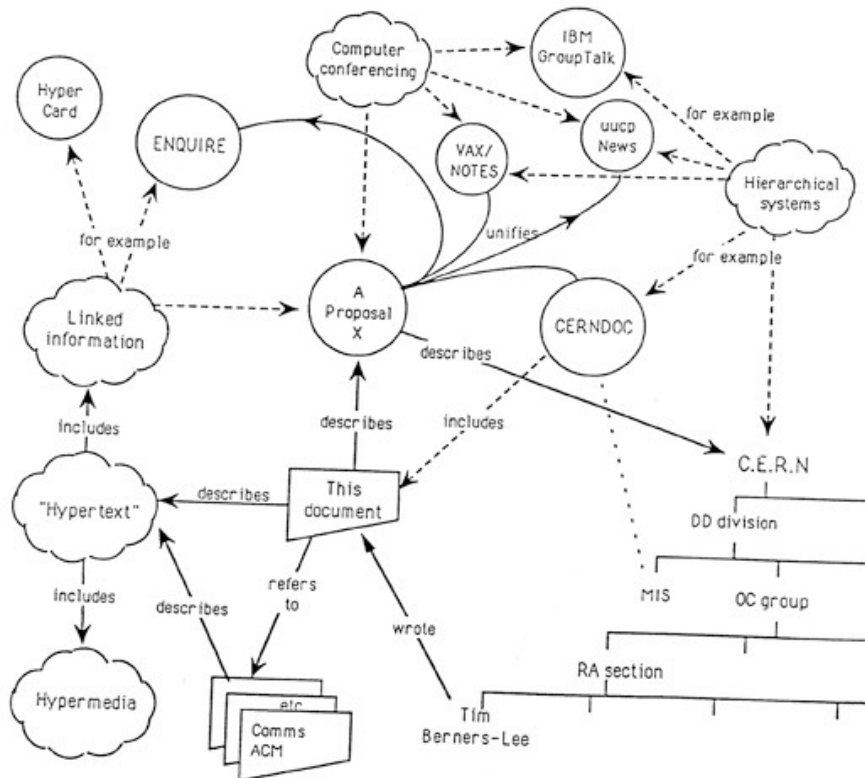 Computer
conferencing
IBM
GroupTalk
Hyper
Card
ENQUIRE
VAX/
NOTES
uucp
News
for example
Hierarchical
systems
unifies
for example
for example
A
Proposal
X
CERNDOC
Linked
information
describes
includes
describes
includes
C.E.R.N
This
document
describes
"Hypertext"
DD division
refers
to
includes
describes
wrote
MIS
OC group
RA section
Hypermedia
etc
Comms
ACM
Tim
Berners-Lee